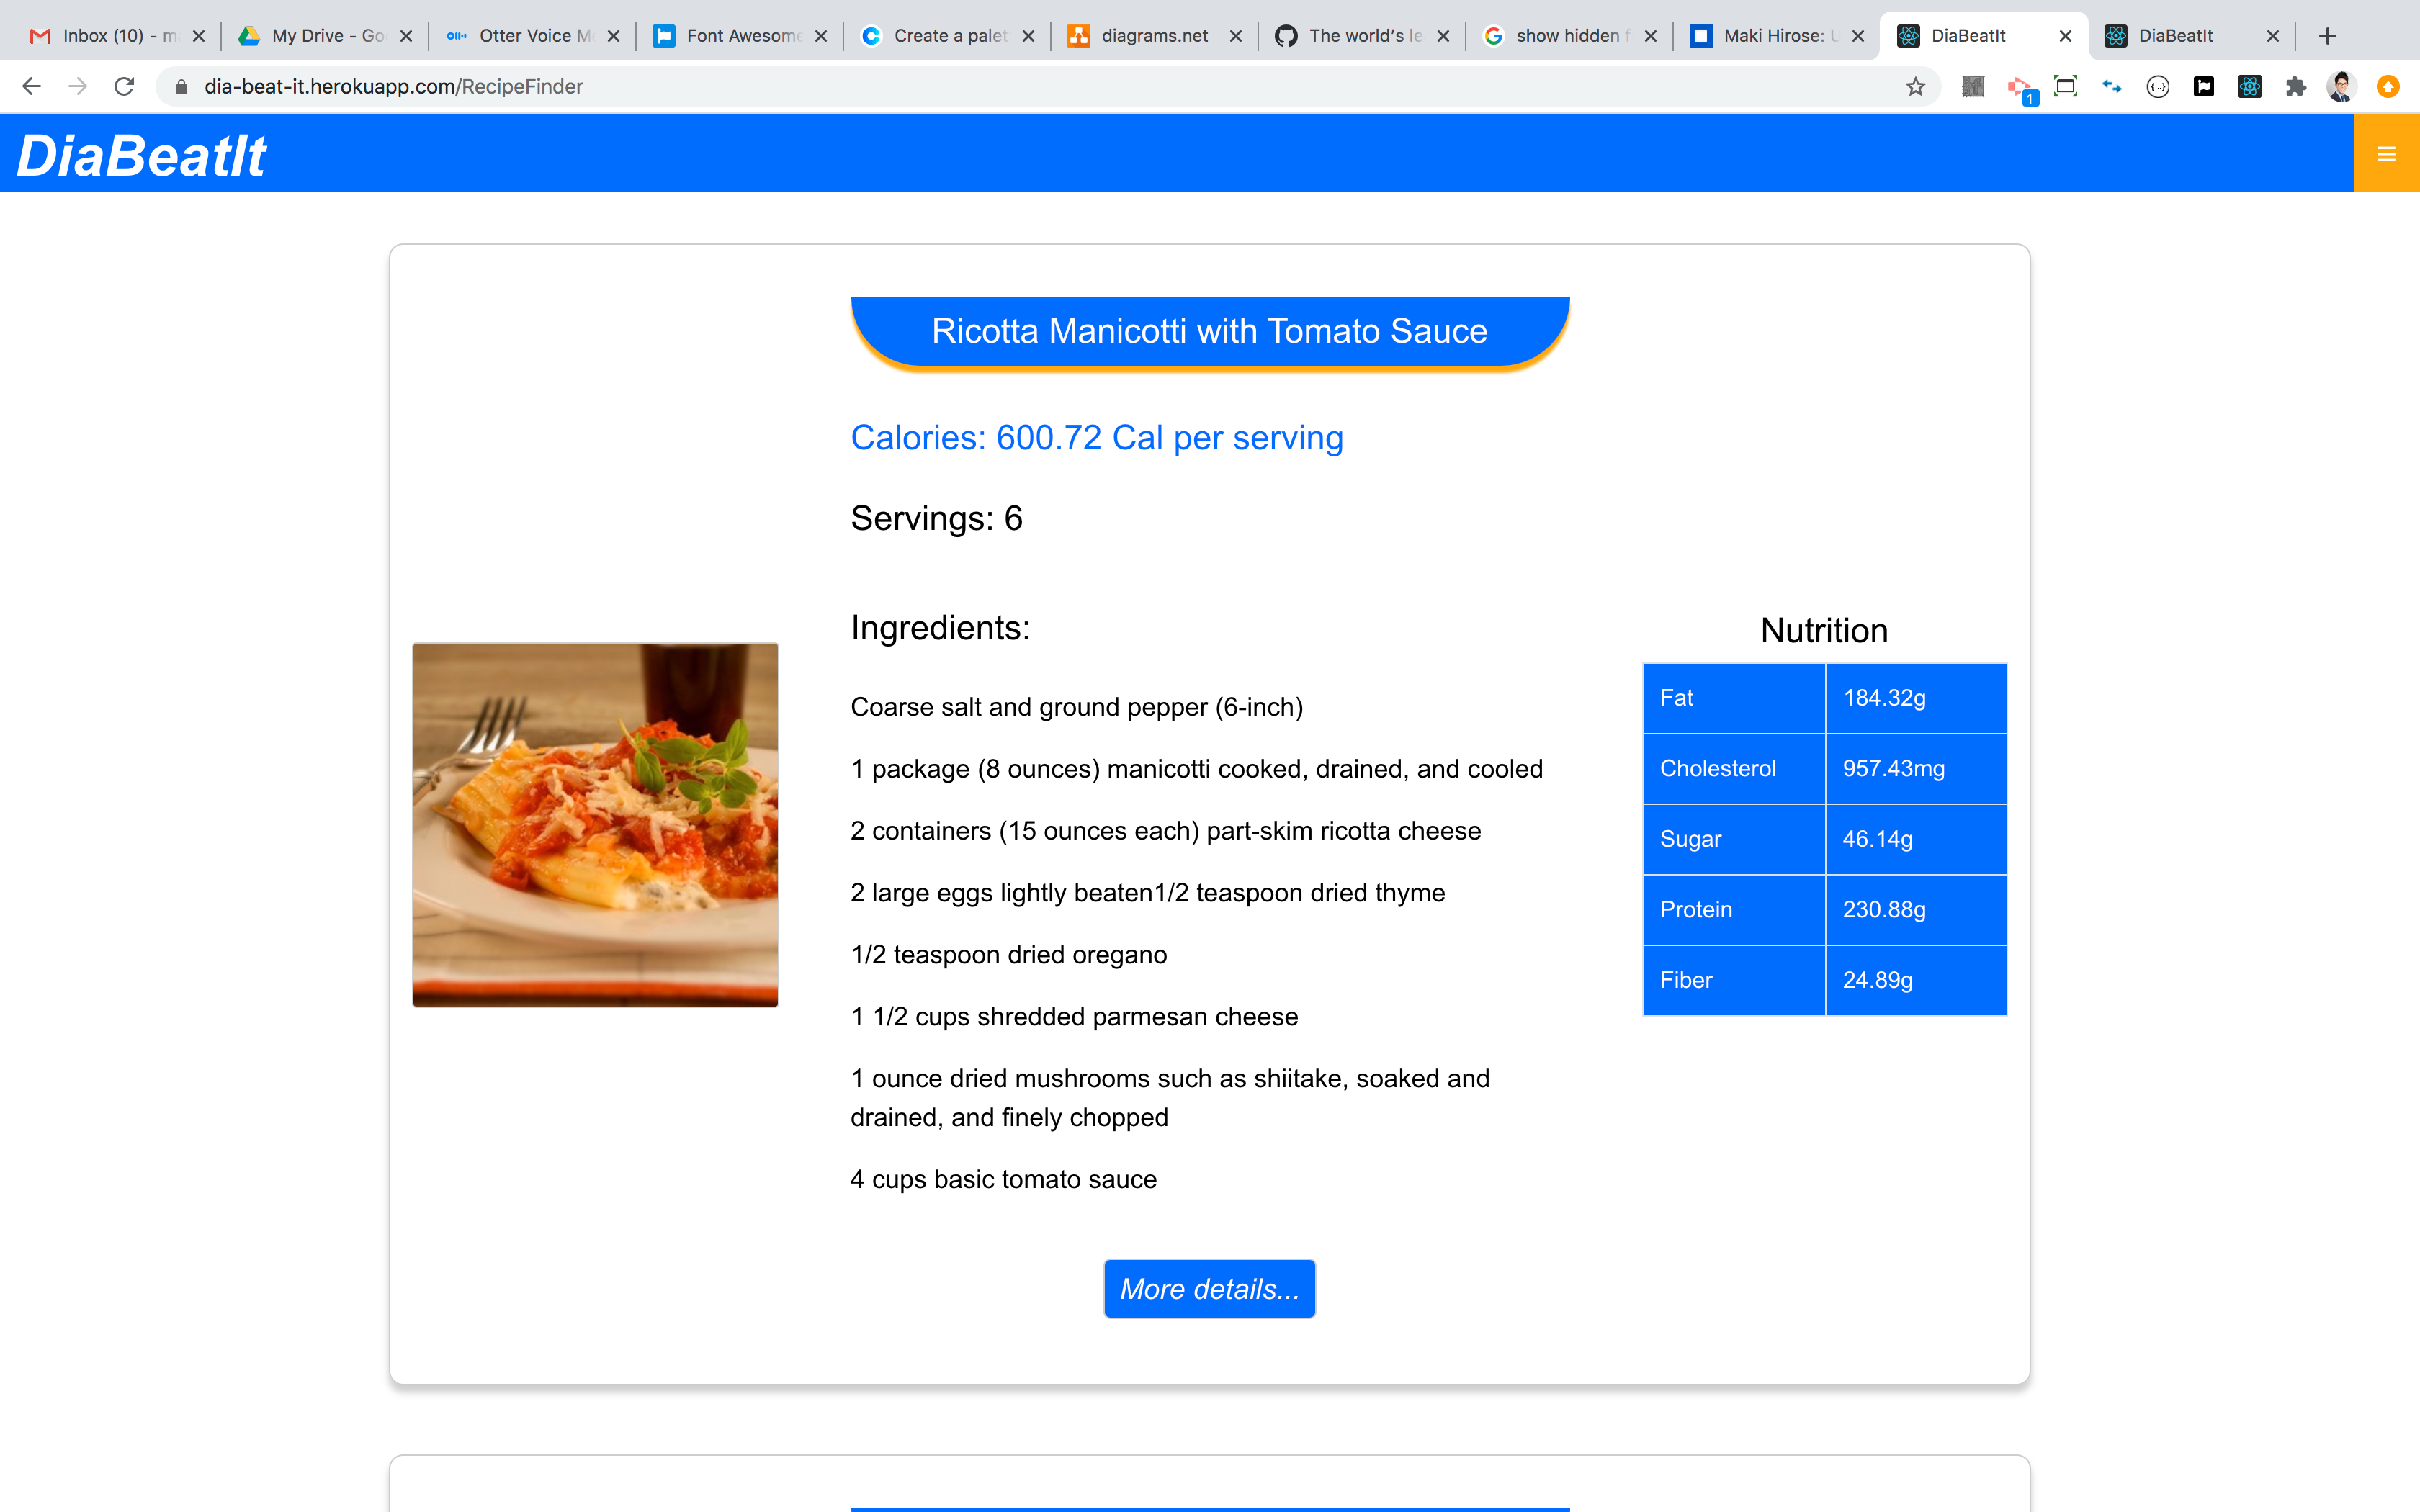 Inbox (10) - m
My Drive - Go
Otter Voice M
Font Awesome
Create a palet
diagrams.net
The world's le
show hidden f
Maki Hirose: U
DiaBeatIt
DiaBeatIt
dia-beat-it.herokuapp.com/RecipeFinder
1
DiaBeatIt
Ricotta Manicotti with Tomato Sauce
Calories: 600.72 Cal per serving
Servings: 6
Ingredients:
Coarse salt and ground pepper (6-inch)
1 package (8 ounces) manicotti cooked, drained, and cooled
2 containers (15 ounces each) part-skim ricotta cheese
2 large eggs lightly beaten1/2 teaspoon dried thyme
1/2 teaspoon dried oregano
1 1/2 cups shredded parmesan cheese
1 ounce dried mushrooms such as shiitake, soaked and
drained, and finely chopped
4 cups basic tomato sauce
More details...
Nutrition
Fat 184.32g
Cholesterol 957.43mg
Sugar 46.14g
Protein 230.88g
Fiber 24.89g